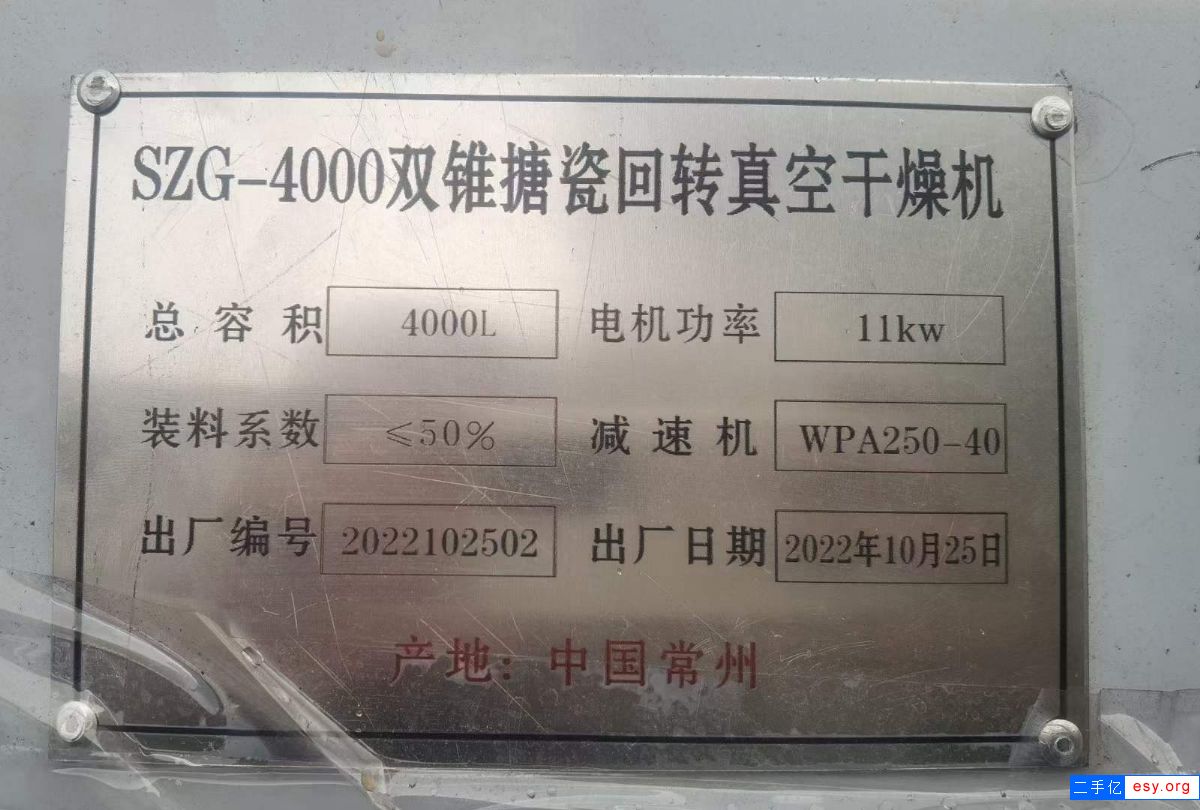 SZG-4000双锥搪瓷回转真空干燥机
总容积 4000L 电机功率 11kw
装料系数 ≤50% 减速机 WPA250-40
出厂编号 2022102502 出厂日期 2022年10月25日
产地：中国常州
二手亿 esy.org